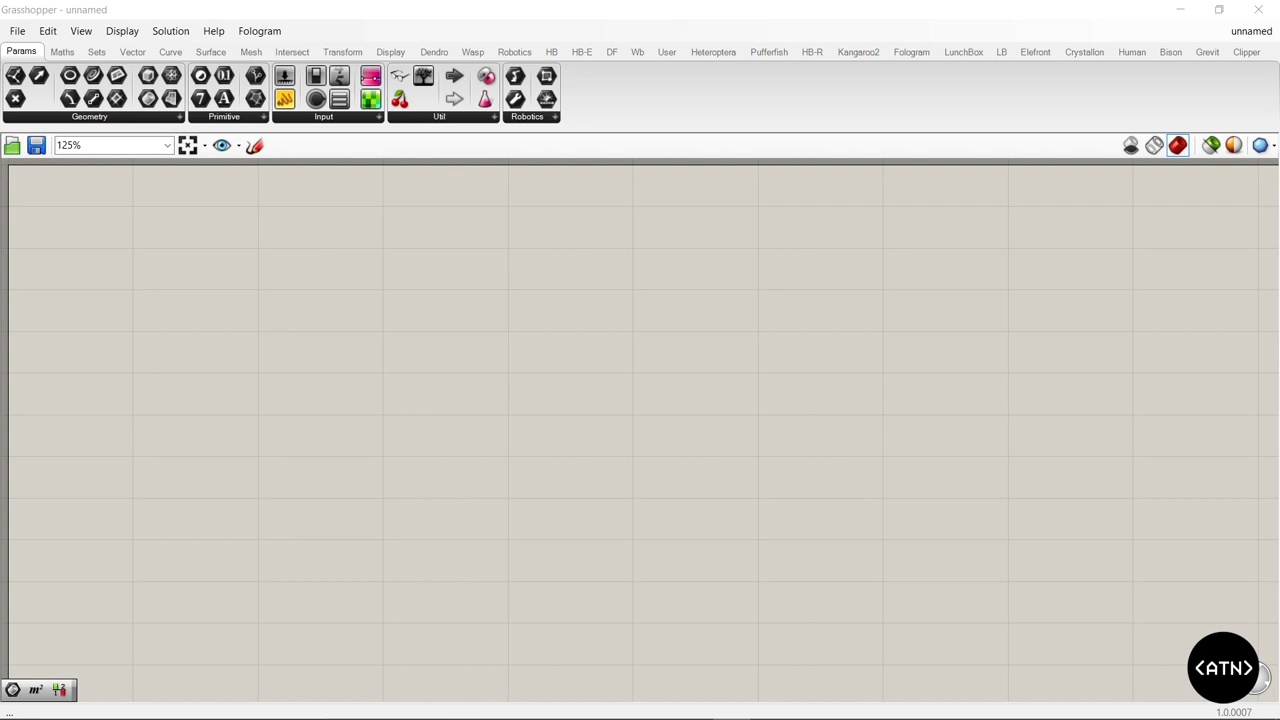 Grasshopper - unnamed
File Edit View Display Solution Help Fologram unnamed
Params Maths Sets Vector Curve Surface Mesh Intersect Transform Display Dendro Wasp Robotics HB HB-E DF Wb User Heteroptera Pufferfish HB-R Kangaroo2 Fologram LunchBox LB Elefront Crystallon Human Bison Grevit Clipper
Geometry Primitive Input Util Robotics
125%
<ATN>
m²
...
1.0.0007